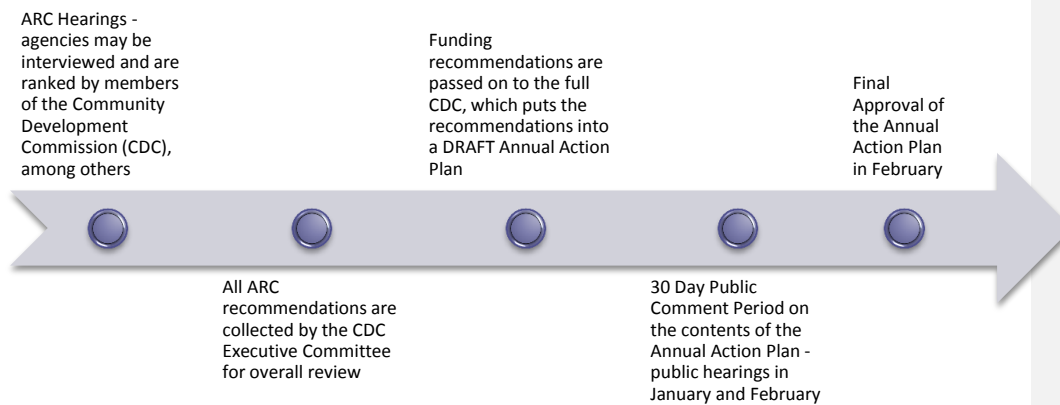 ARC Hearings -
agencies may be
interviewed and are
ranked by members
of the Community
Development
Commission (CDC),
among others
All ARC
recommendations are
collected by the CDC
Executive Committee
for overall review
Funding
recommendations are
passed on to the full
CDC, which puts the
recommendations into
a DRAFT Annual Action
Plan
30 Day Public
Comment Period on
the contents of the
Annual Action Plan -
public hearings in
January and February
Final
Approval of
the Annual
Action Plan
in February